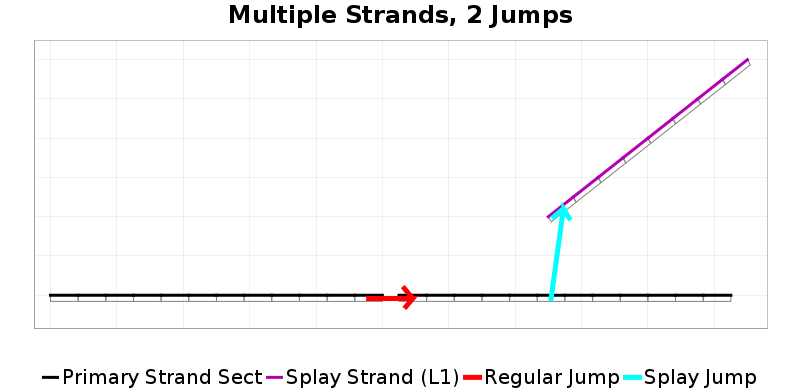 Multiple Strands, 2 Jumps
Primary Strand Sect Splay Strand (L1) Regular Jump Splay Jump